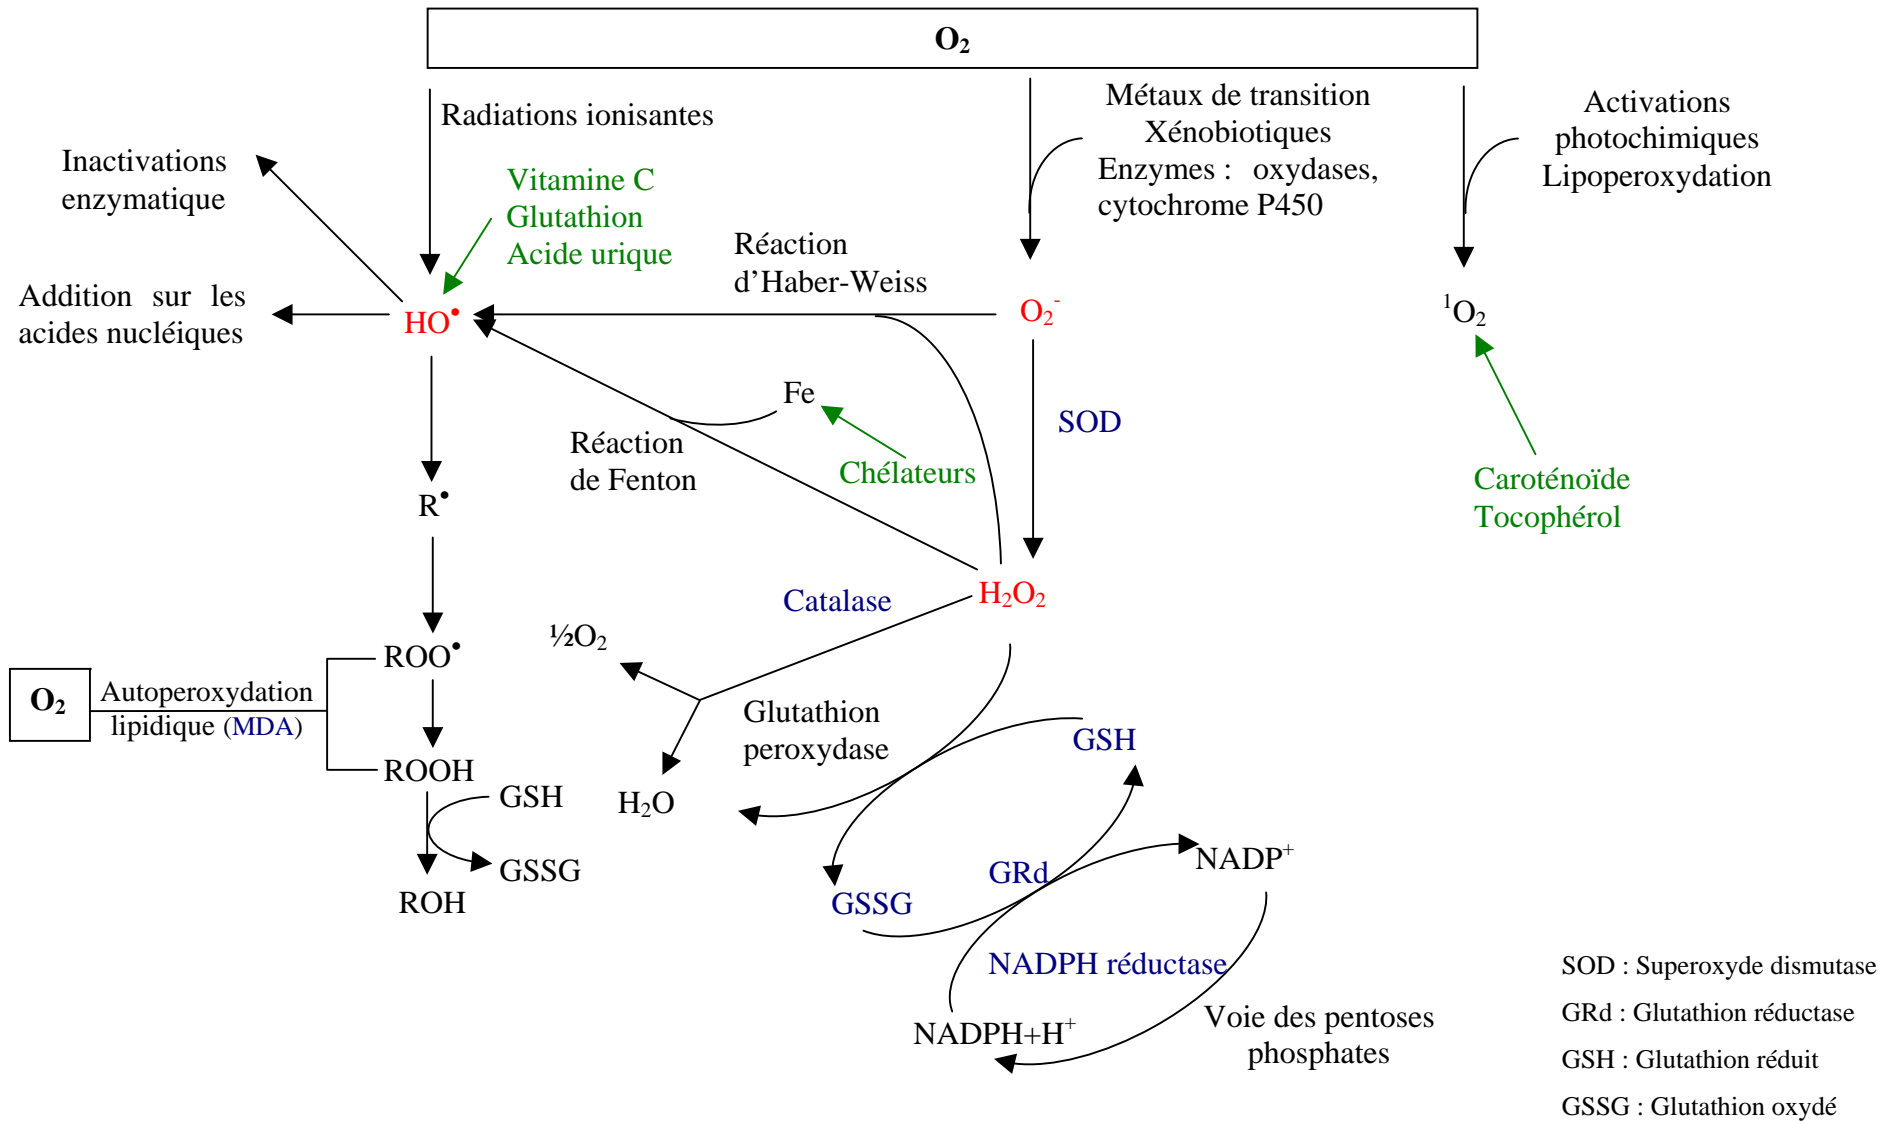 O₂
Radiations ionisantes
Métaux de transition
Xénobiotiques
Enzymes : oxydases,
cytochrome P450
Activations
photochimiques
Lipoperoxydation
Inactivations
enzymatique
Vitamine C
Glutathion
Acide urique
Réaction
d’Haber-Weiss
Addition sur les
acides nucléiques
HO•
O₂⁻
¹O₂
Fe
Chélateurs
SOD
Réaction
de Fenton
Caroténoïde
Tocophérol
R•
H₂O₂
Catalase
½O₂
ROO•
O₂
Autoperoxydation
lipidique (MDA)
Glutathion
peroxydase
GSH
ROOH
GSH
H₂O
GSSG
ROH
GRd
NADP⁺
GSSG
NADPH réductase
NADPH+H⁺
Voie des pentoses
phosphates
SOD : Superoxyde dismutase
GRd : Glutathion réductase
GSH : Glutathion réduit
GSSG : Glutathion oxydé